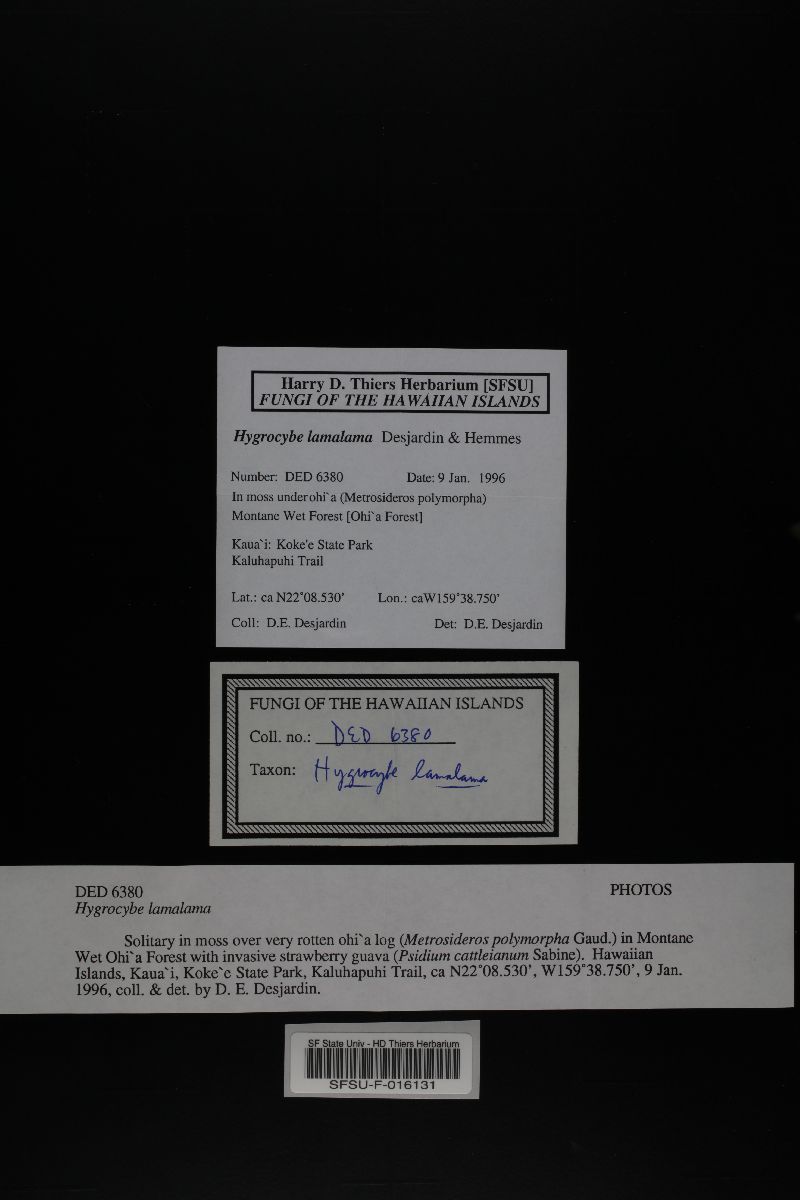 Harry D. Thiers Herbarium [SFSU]
FUNGI OF THE HAWAIIAN ISLANDS
Hygrocybe lamalama Desjardin & Hemmes
Number: DED 6380 Date: 9 Jan. 1996
In moss under ohi`a (Metrosideros polymorpha)
Montane Wet Forest [Ohi`a Forest]
Kaua`i: Koke'e State Park
Kaluhapuhi Trail
Lat.: ca N22°08.530' Lon.: caW159°38.750'
Coll: D.E. Desjardin Det: D.E. Desjardin
FUNGI OF THE HAWAIIAN ISLANDS
Coll. no.: DED 6380
Taxon: Hygrocybe lamalama
DED 6380 PHOTOS
Hygrocybe lamalama
Solitary in moss over very rotten ohi`a log (Metrosideros polymorpha Gaud.) in Montane
Wet Ohi`a Forest with invasive strawberry guava (Psidium cattleianum Sabine). Hawaiian
Islands, Kaua`i, Koke`e State Park, Kaluhapuhi Trail, ca N22°08.530', W159°38.750', 9 Jan.
1996, coll. & det. by D. E. Desjardin.
SF State Univ - HD Thiers Herbarium
SFSU-F-016131